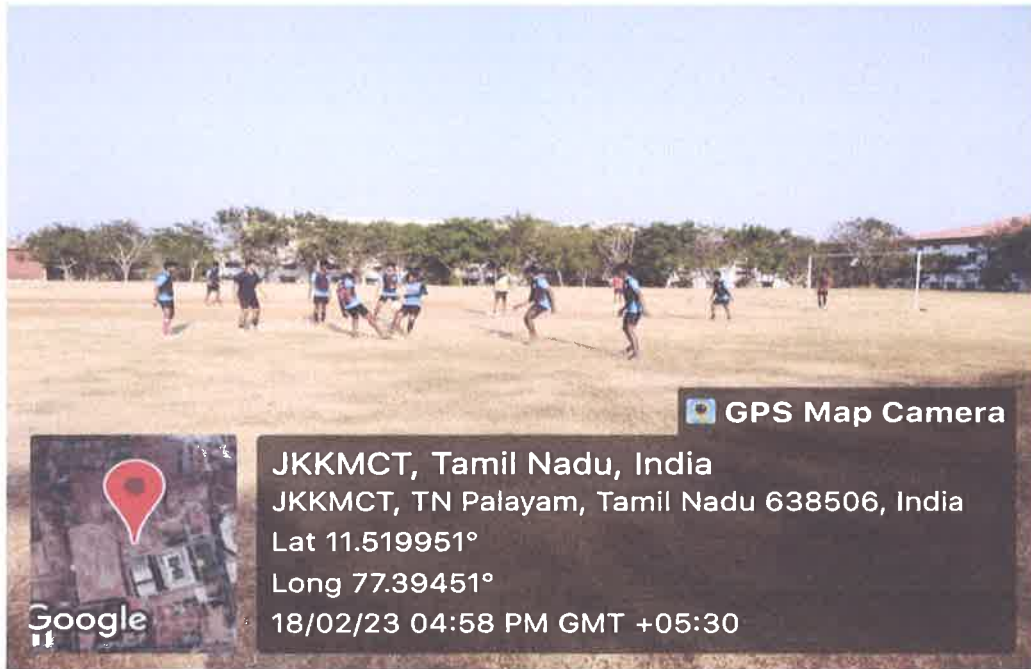 GPS Map Camera
JKKMCT, Tamil Nadu, India
JKKMCT, TN Palayam, Tamil Nadu 638506, India
Lat 11.519951°
Long 77.39451°
18/02/23 04:58 PM GMT +05:30
Google